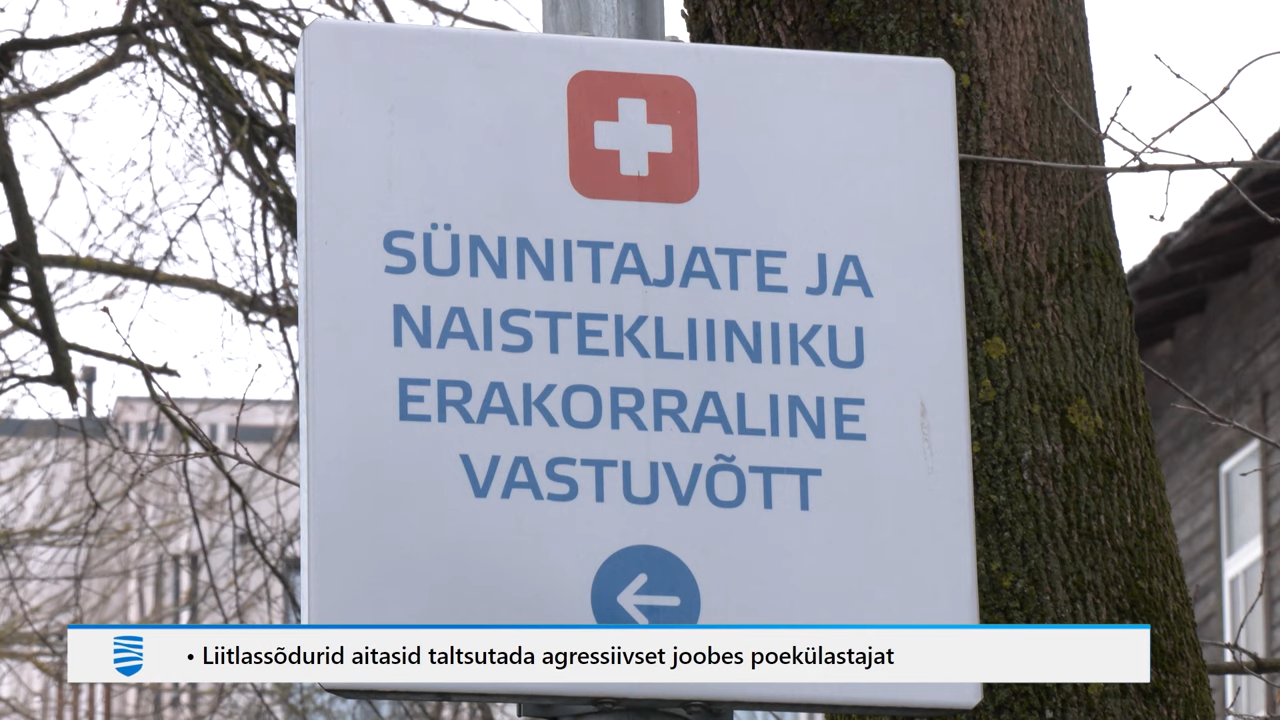 SÜNNITAJATE JA
NAISTEKLIINIKU
ERAKORRALINE
VASTUVÕTT
• Liitlassõdurid aitasid taltsutada agressiivset joobes poekülastajat